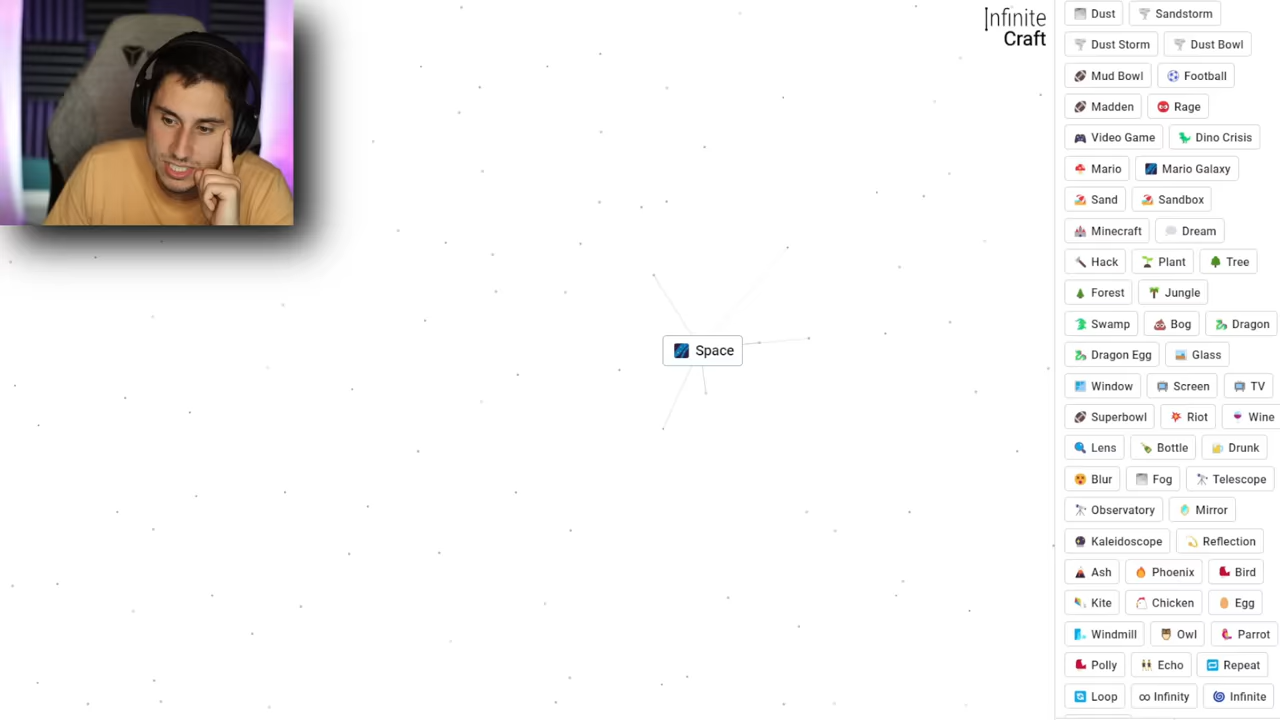 Infinite
Craft
Space
Dust Sandstorm
Dust Storm Dust Bowl
Mud Bowl Football
Madden Rage
Video Game Dino Crisis
Mario Mario Galaxy
Sand Sandbox
Minecraft Dream
Hack Plant Tree
Forest Jungle
Swamp Bog Dragon
Dragon Egg Glass
Window Screen TV
Superbowl Riot Wine
Lens Bottle Drunk
Blur Fog Telescope
Observatory Mirror
Kaleidoscope Reflection
Ash Phoenix Bird
Kite Chicken Egg
Windmill Owl Parrot
Polly Echo Repeat
Loop Infinity Infinite